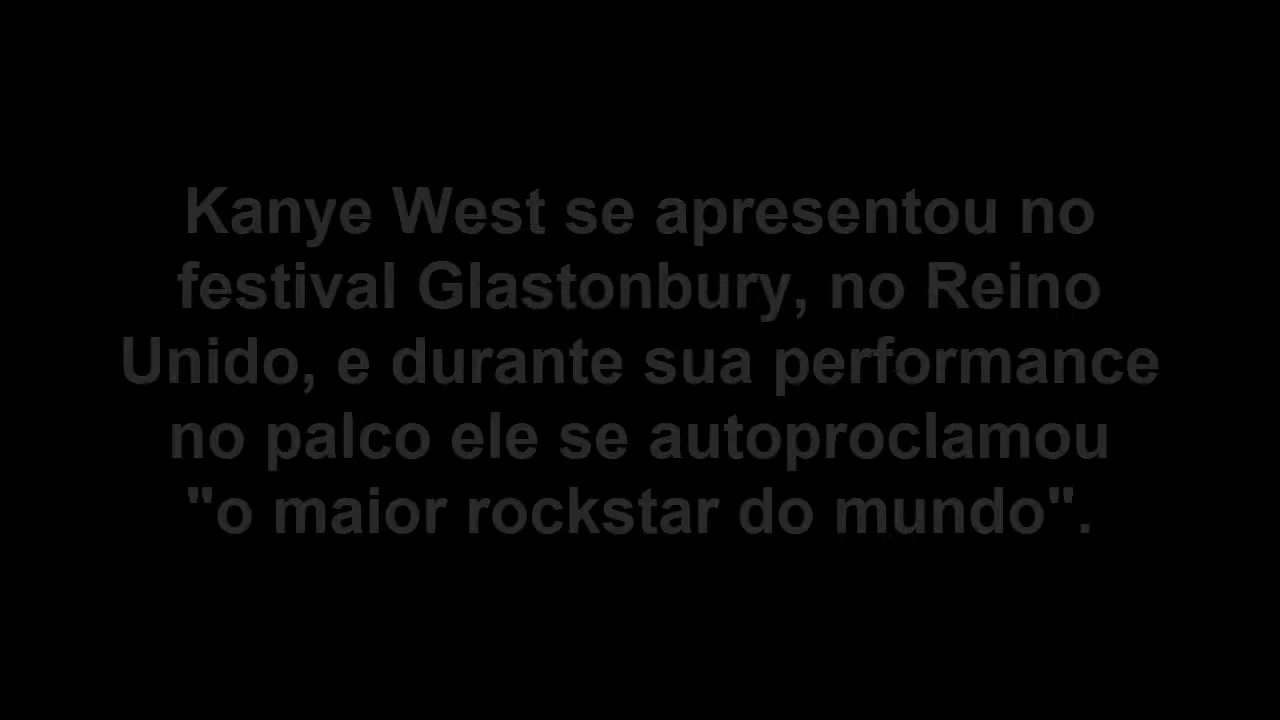 Kanye West se apresentou no
festival Glastonbury, no Reino
Unido, e durante sua performance
no palco ele se autoproclamou
"o maior rockstar do mundo".